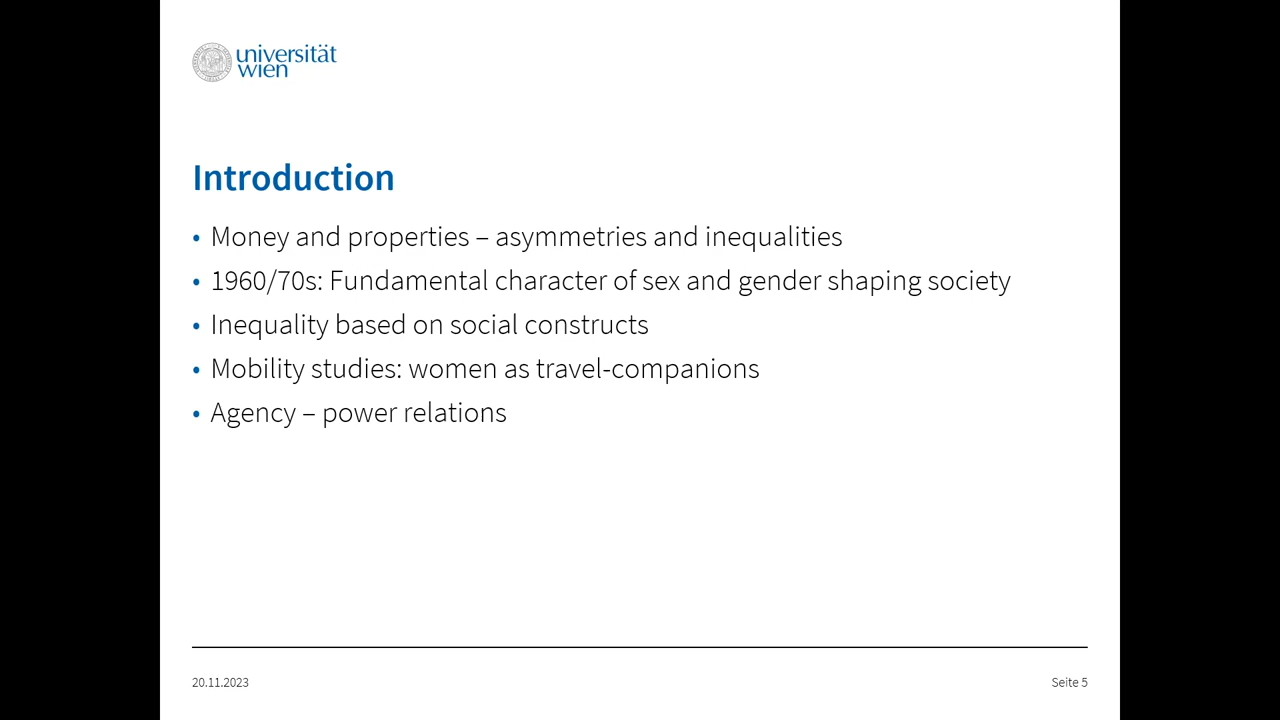 universität
wien
Introduction
• Money and properties – asymmetries and inequalities
• 1960/70s: Fundamental character of sex and gender shaping society
• Inequality based on social constructs
• Mobility studies: women as travel-companions
• Agency – power relations
20.11.2023
Seite 5